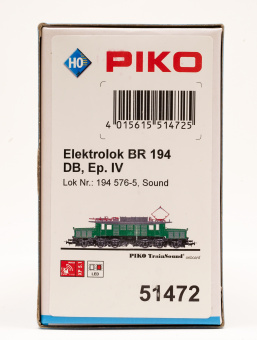 H0 PIKO
4 015615 514725
Elektrolok BR 194
DB, Ep. IV
Lok Nr.: 194 576-5, Sound
PIKO TrainSound onboard
LED
51472